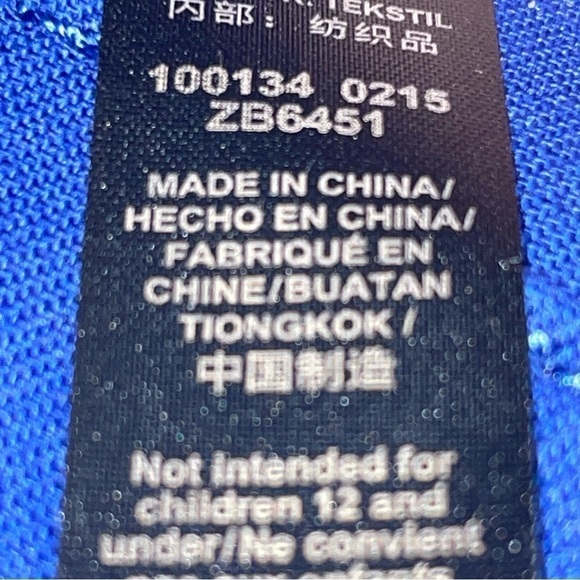 TEKSTIL
内部：纺织品
100134 0215
ZB6451
MADE IN CHINA/
HECHO EN CHINA/
FABRIQUÉ EN
CHINE/BUATAN
TIONGKOK /
中国制造
Not intended for
children 12 and
under/Ne convient